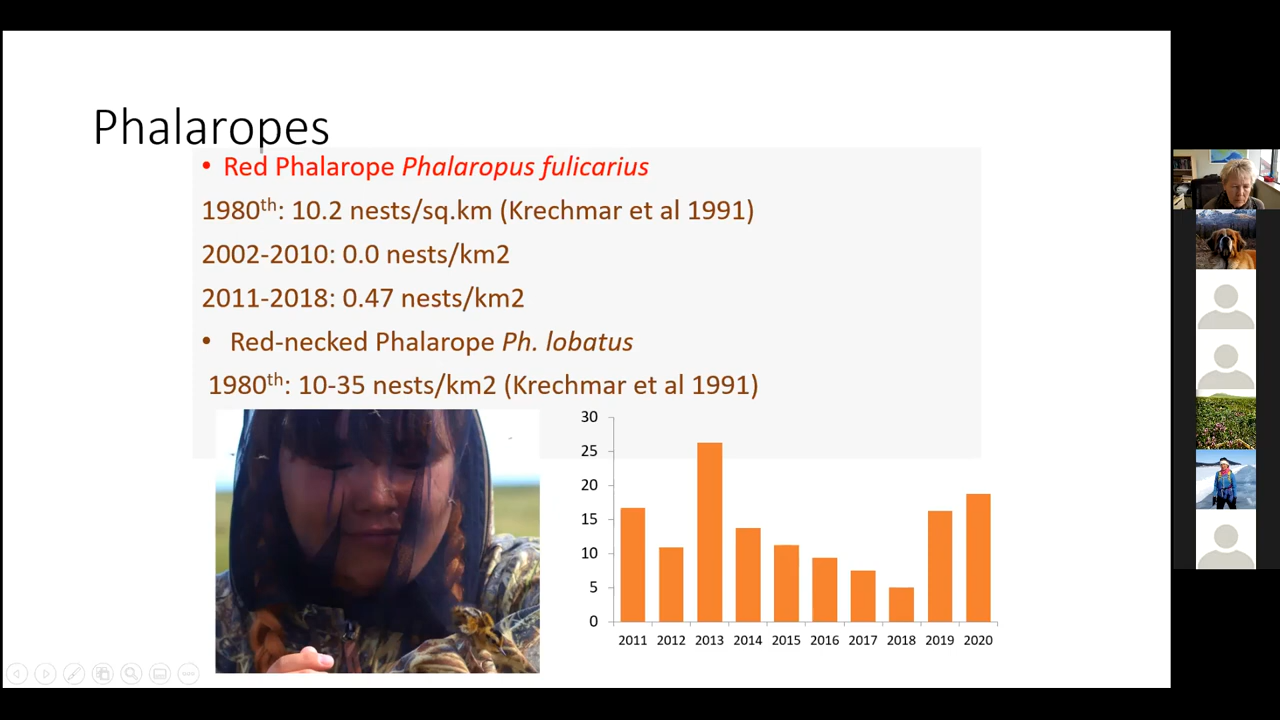 Phalaropes
• Red Phalarope Phalaropus fulicarius
1980th: 10.2 nests/sq.km (Krechmar et al 1991)
2002-2010: 0.0 nests/km2
2011-2018: 0.47 nests/km2
• Red-necked Phalarope Ph. lobatus
1980th: 10-35 nests/km2 (Krechmar et al 1991)
30
25
20
15
10
5
0
2011 2012 2013 2014 2015 2016 2017 2018 2019 2020